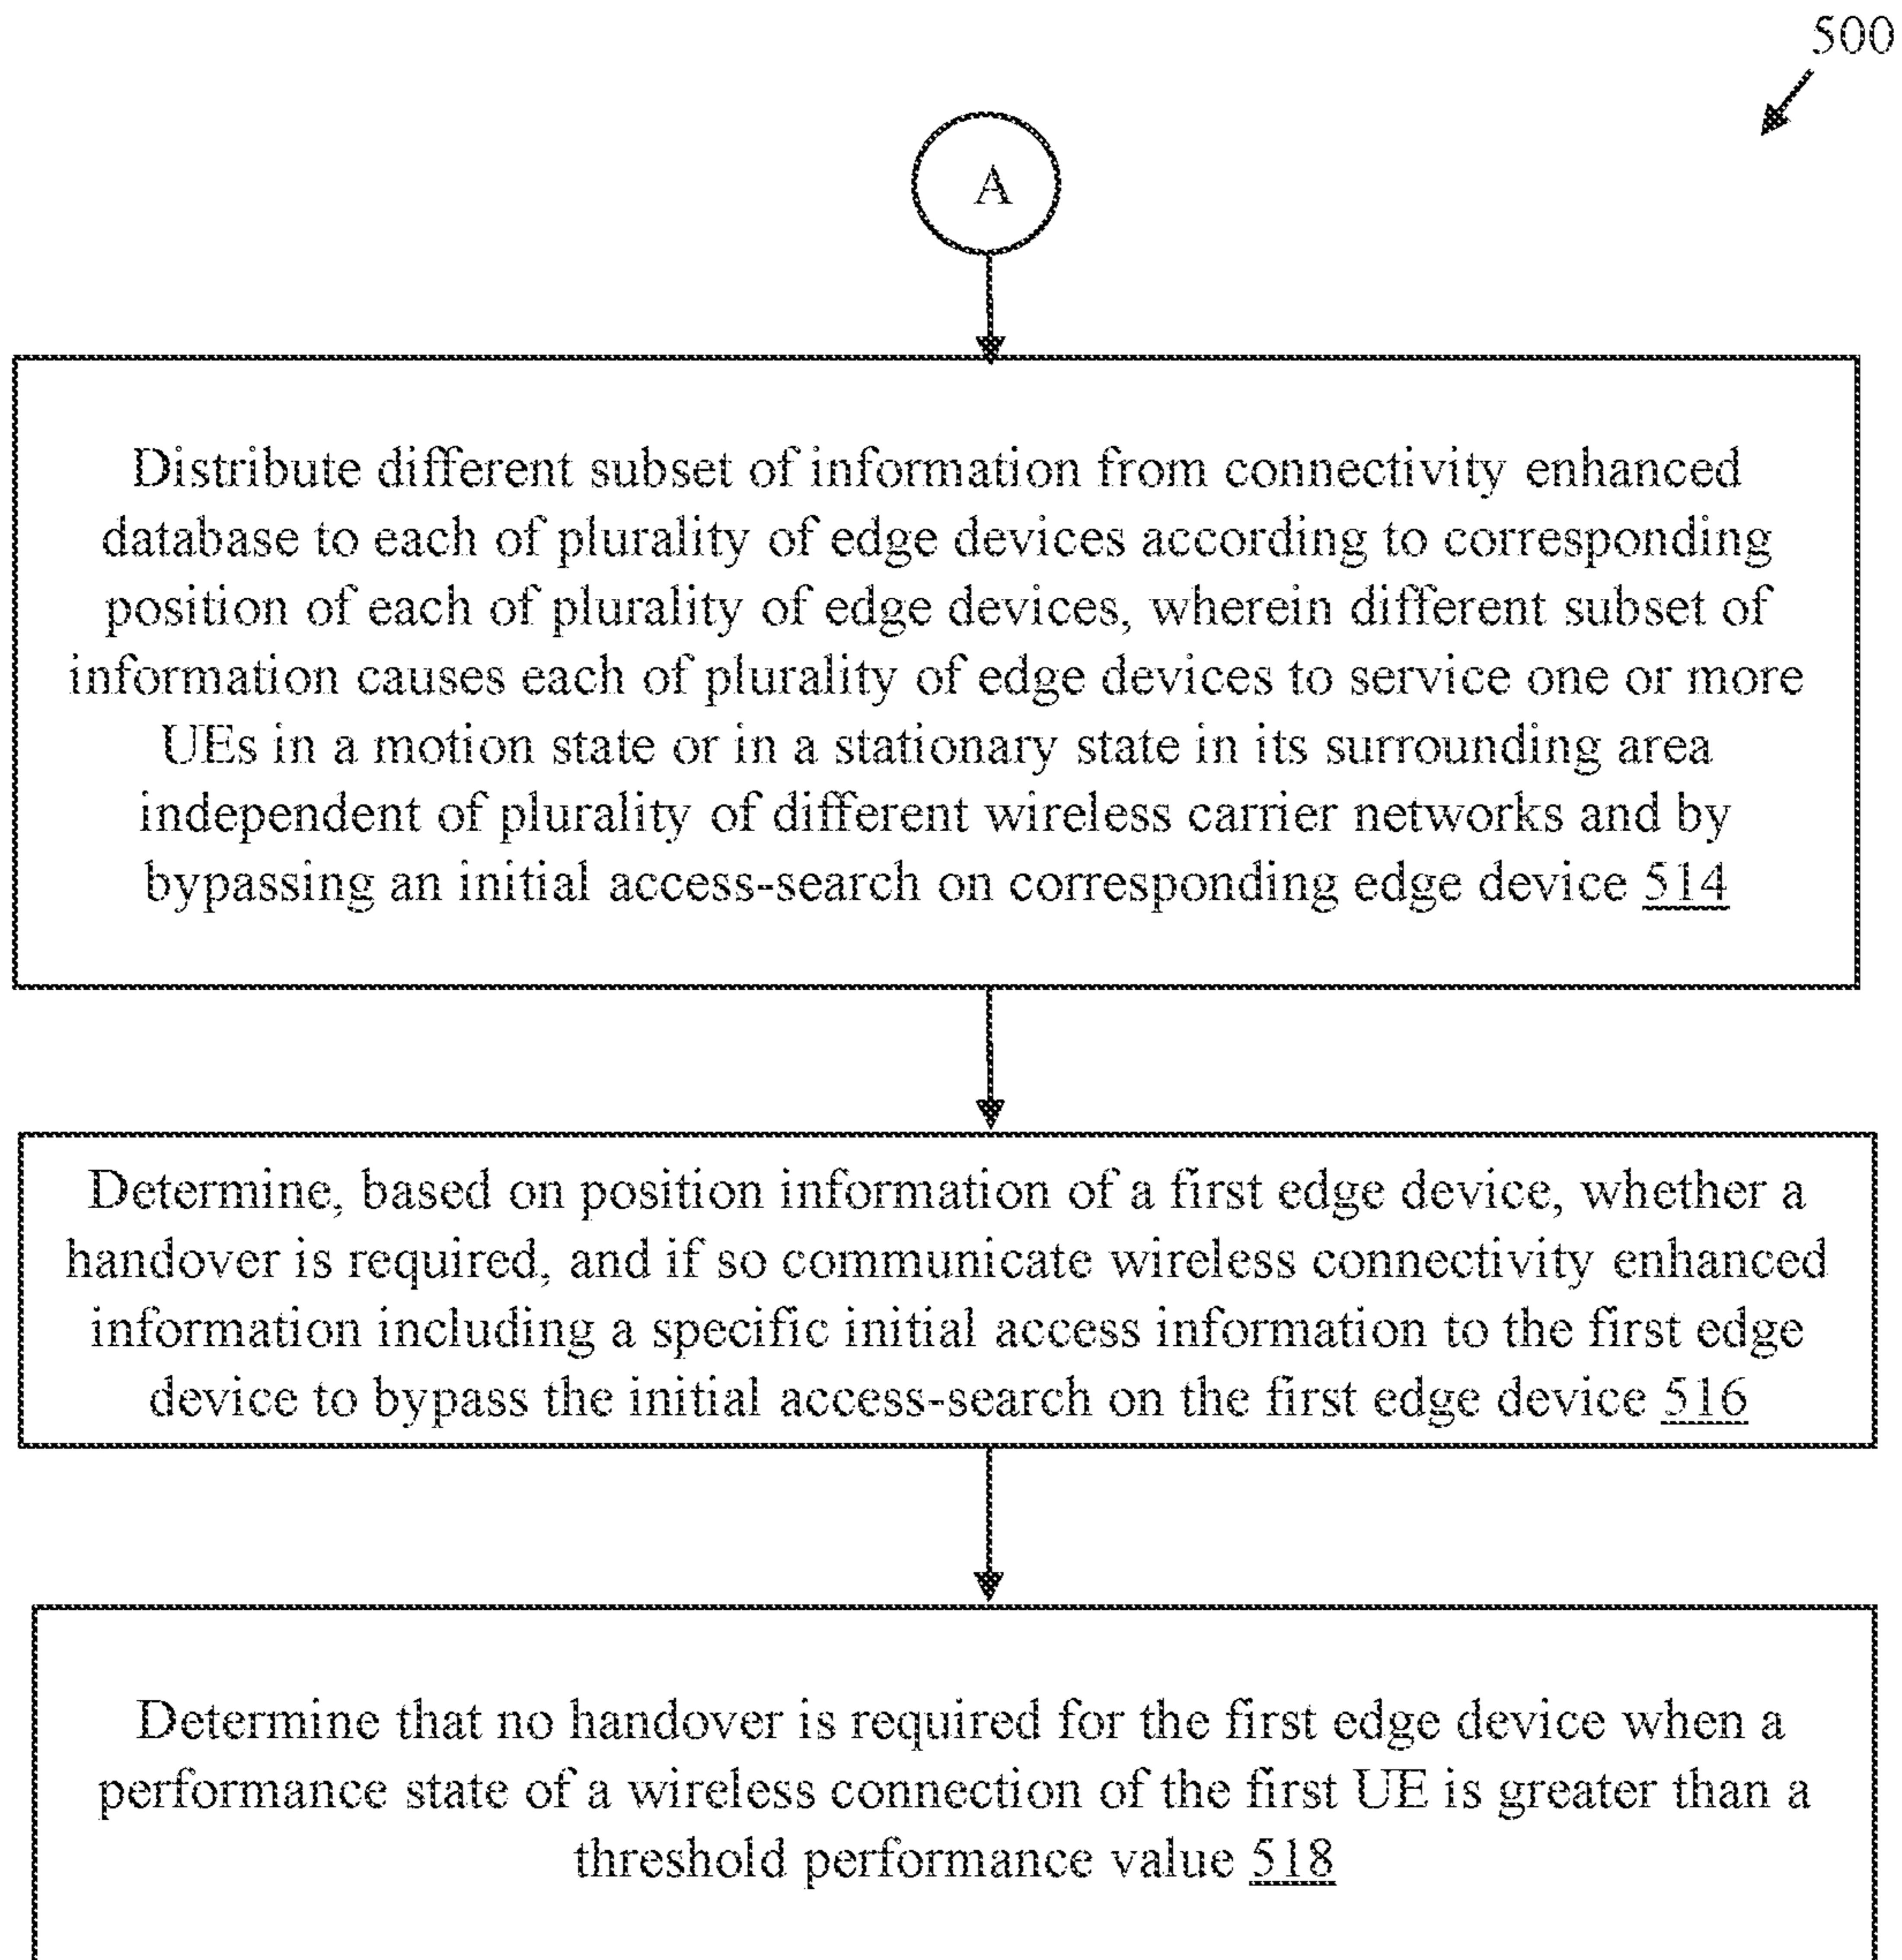 500
A
Distribute different subset of information from connectivity enhanced
database to each of plurality of edge devices according to corresponding
position of each of plurality of edge devices, wherein different subset of
information causes each of plurality of edge devices to service one or more
UEs in a motion state or in a stationary state in its surrounding area
independent of plurality of different wireless carrier networks and by
bypassing an initial access-search on corresponding edge device 514
Determine, based on position information of a first edge device, whether a
handover is required, and if so communicate wireless connectivity enhanced
information including a specific initial access information to the first edge
device to bypass the initial access-search on the first edge device 516
Determine that no handover is required for the first edge device when a
performance state of a wireless connection of the first UE is greater than a
threshold performance value 518